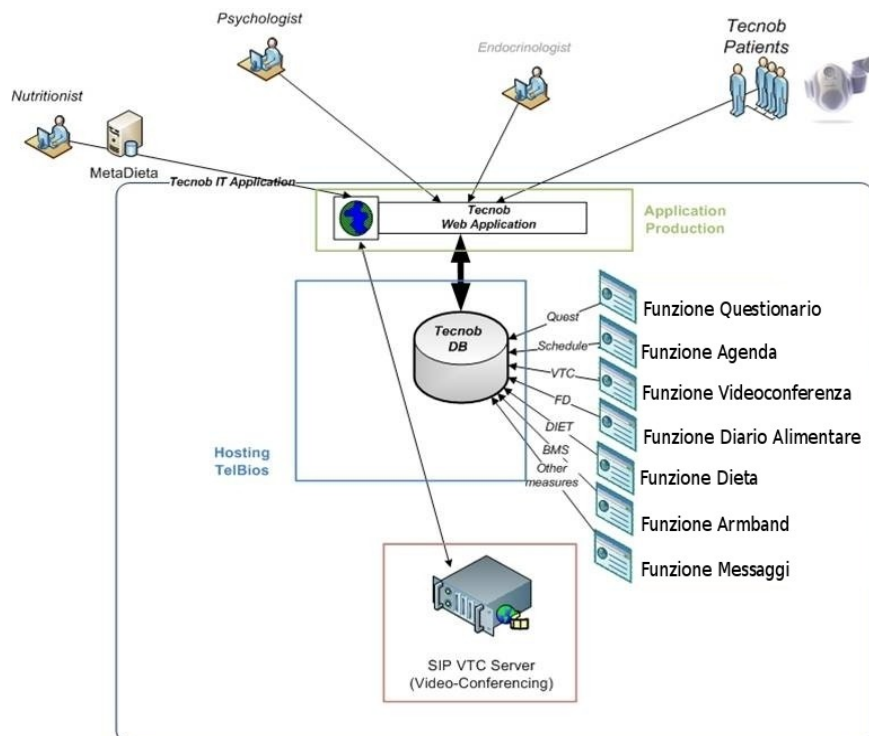 Psychologist
Tecnob
Patients
Endocrinologist
Nutritionist
MetaDieta
Tecnob IT Application
Tecnob
Web Application
Application
Production
Tecnob
DB
Quest
Funzione Questionario
Schedule
Funzione Agenda
VTC
Funzione Videoconferenza
FD
Funzione Diario Alimentare
DIET
Funzione Dieta
BMS
Other
measures
Funzione Armband
Funzione Messaggi
Hosting
TelBios
SIP VTC Server
(Video-Conferencing)